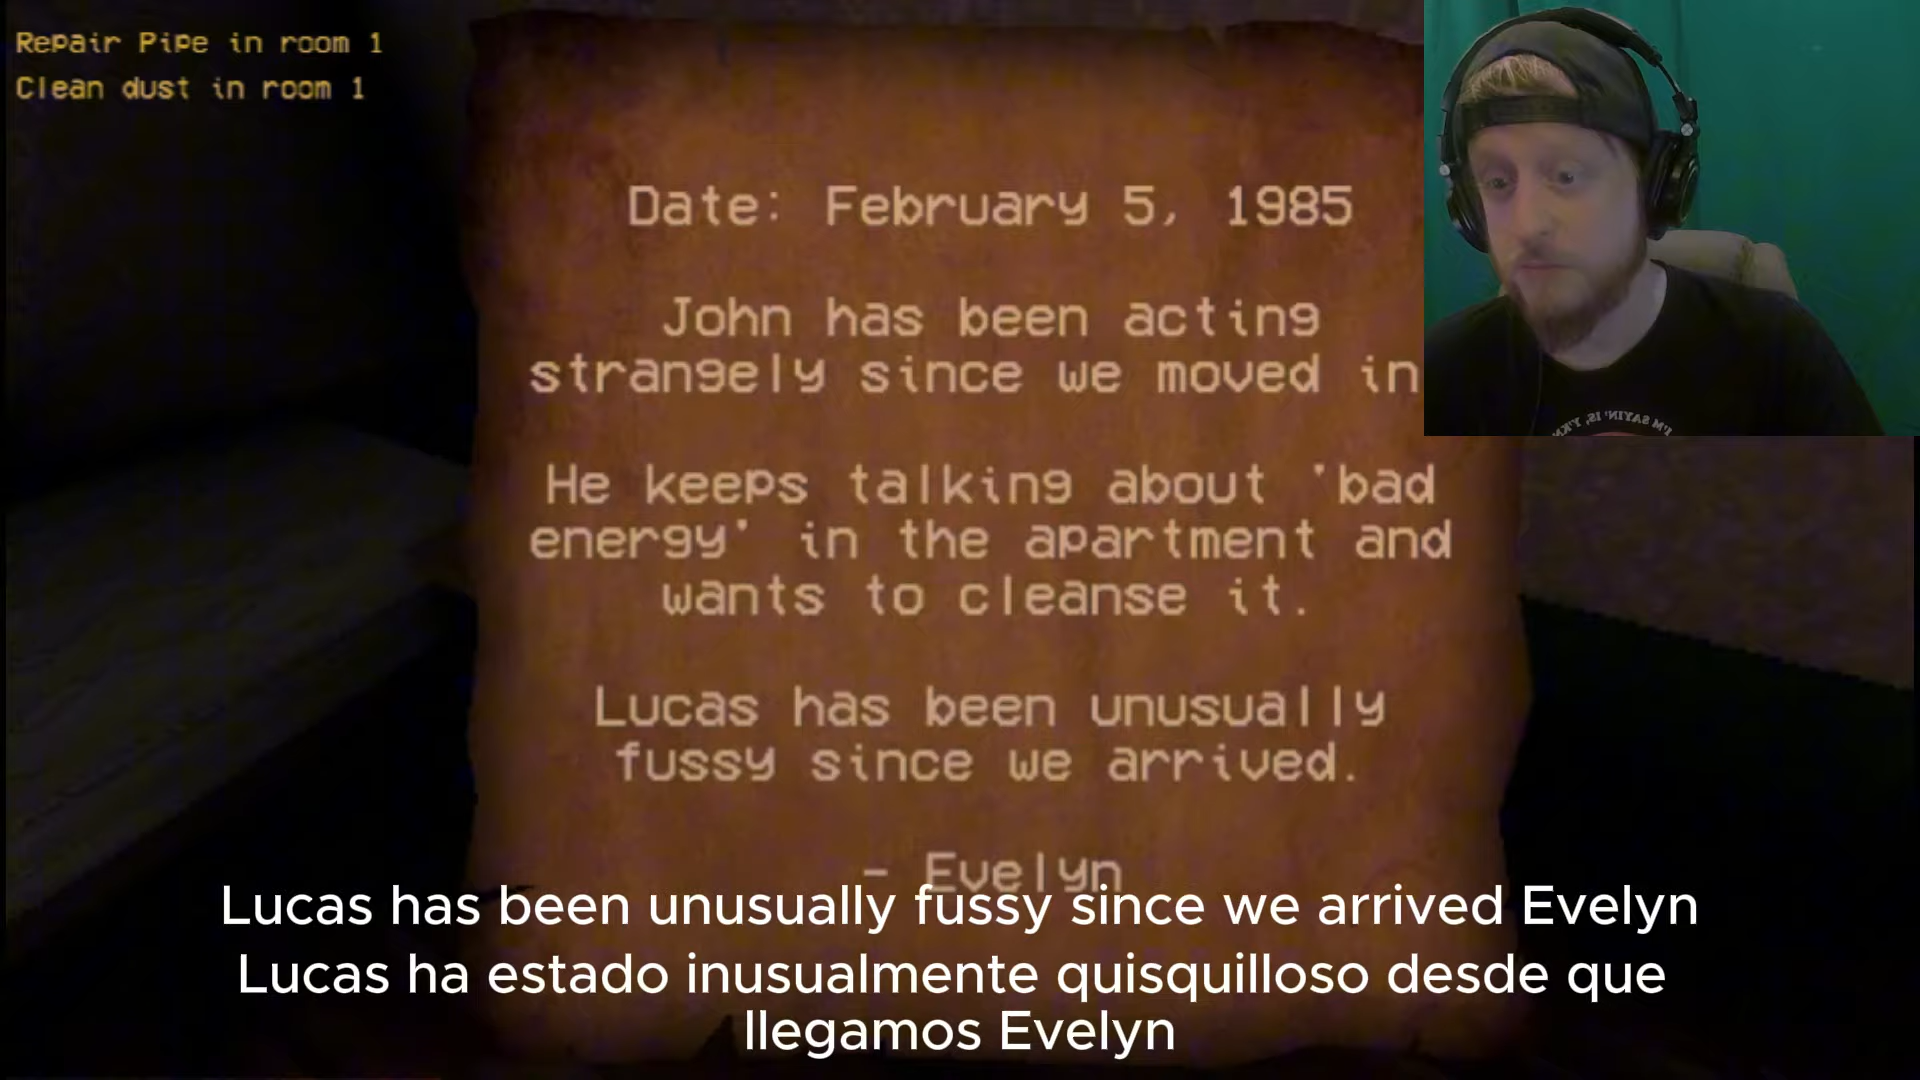 Repair Pipe in room 1
Clean dust in room 1
Date: February 5, 1985
John has been acting
strangely since we moved in
He keeps talking about 'bad
energy' in the apartment and
wants to cleanse it.
Lucas has been unusually
fussy since we arrived.
- Evelyn
I'M SAYIN' IS, Y'KN
Lucas has been unusually fussy since we arrived Evelyn
Lucas ha estado inusualmente quisquilloso desde que
llegamos Evelyn